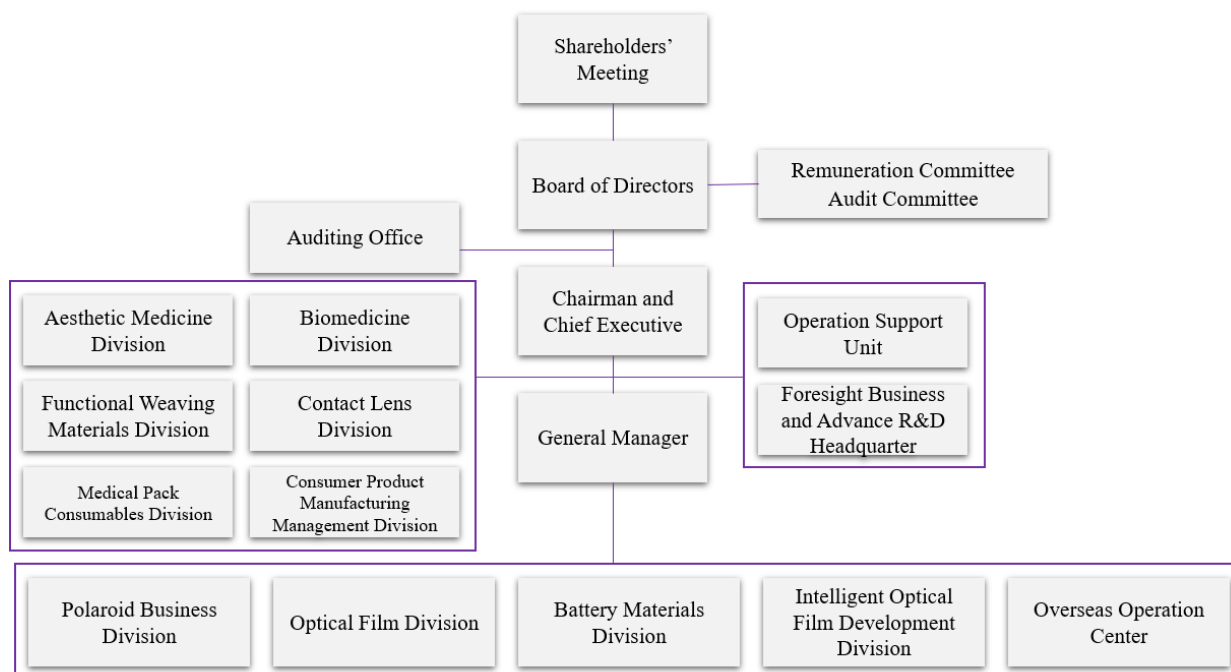 Shareholders’
Meeting
Board of Directors
Remuneration Committee
Audit Committee
Auditing Office
Chairman and
Chief Executive
Aesthetic Medicine
Division
Biomedicine
Division
Functional Weaving
Materials Division
Contact Lens
Division
Medical Pack
Consumables Division
Consumer Product
Manufacturing
Management Division
Operation Support
Unit
Foresight Business
and Advance R&D
Headquarter
General Manager
Polaroid Business
Division
Optical Film Division
Battery Materials
Division
Intelligent Optical
Film Development
Division
Overseas Operation
Center